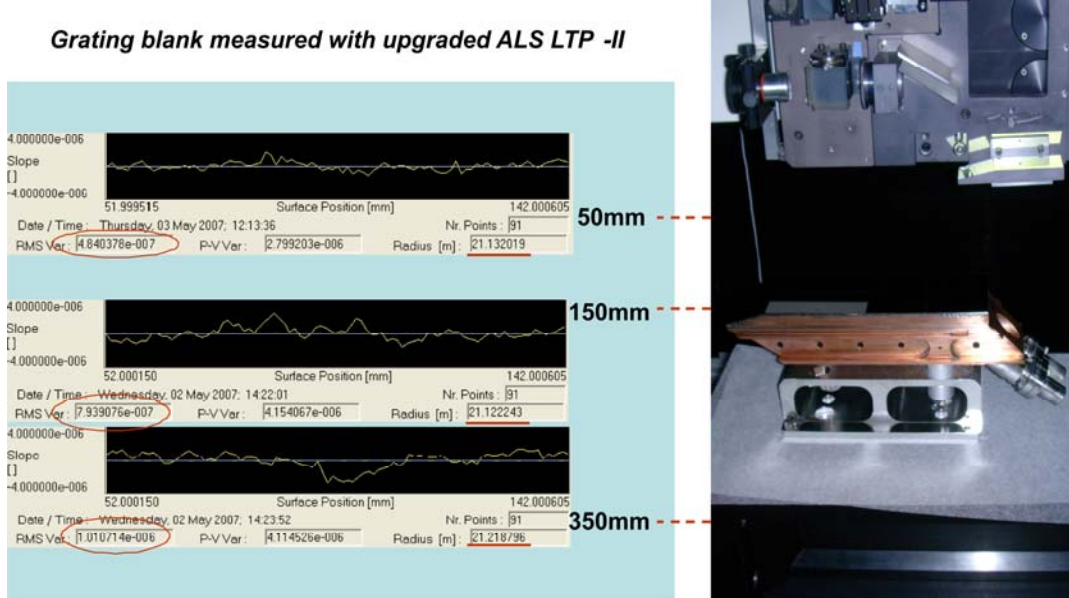 Grating blank measured with upgraded ALS LTP -II
4.000000e-006
Slope
[]
-4.000000e-006
51.999515 Surface Position [mm] 142.000605
Date / Time : Thursday, 03 May 2007; 12:13:36 Nr. Points : 91
RMS Var : 4.840378e-007 P-V Var : 2.799203e-006 Radius [m] : 21.132019
50mm
4.000000e-006
Slope
[]
-4.000000e-006
52.000150 Surface Position [mm] 142.000605
Date / Time : Wednesday, 02 May 2007; 14:22:01 Nr. Points : 91
RMS Var : 7.939076e-007 P-V Var : 4.154067e-006 Radius [m] : 21.122243
150mm
4.000000e-006
Slope
[]
-4.000000e-006
52.000150 Surface Position [mm] 142.000605
Date / Time : Wednesday, 02 May 2007; 14:23:52 Nr. Points : 91
RMS Var : 1.010714e-006 P-V Var : 4.114526e-006 Radius [m] : 21.218796
350mm